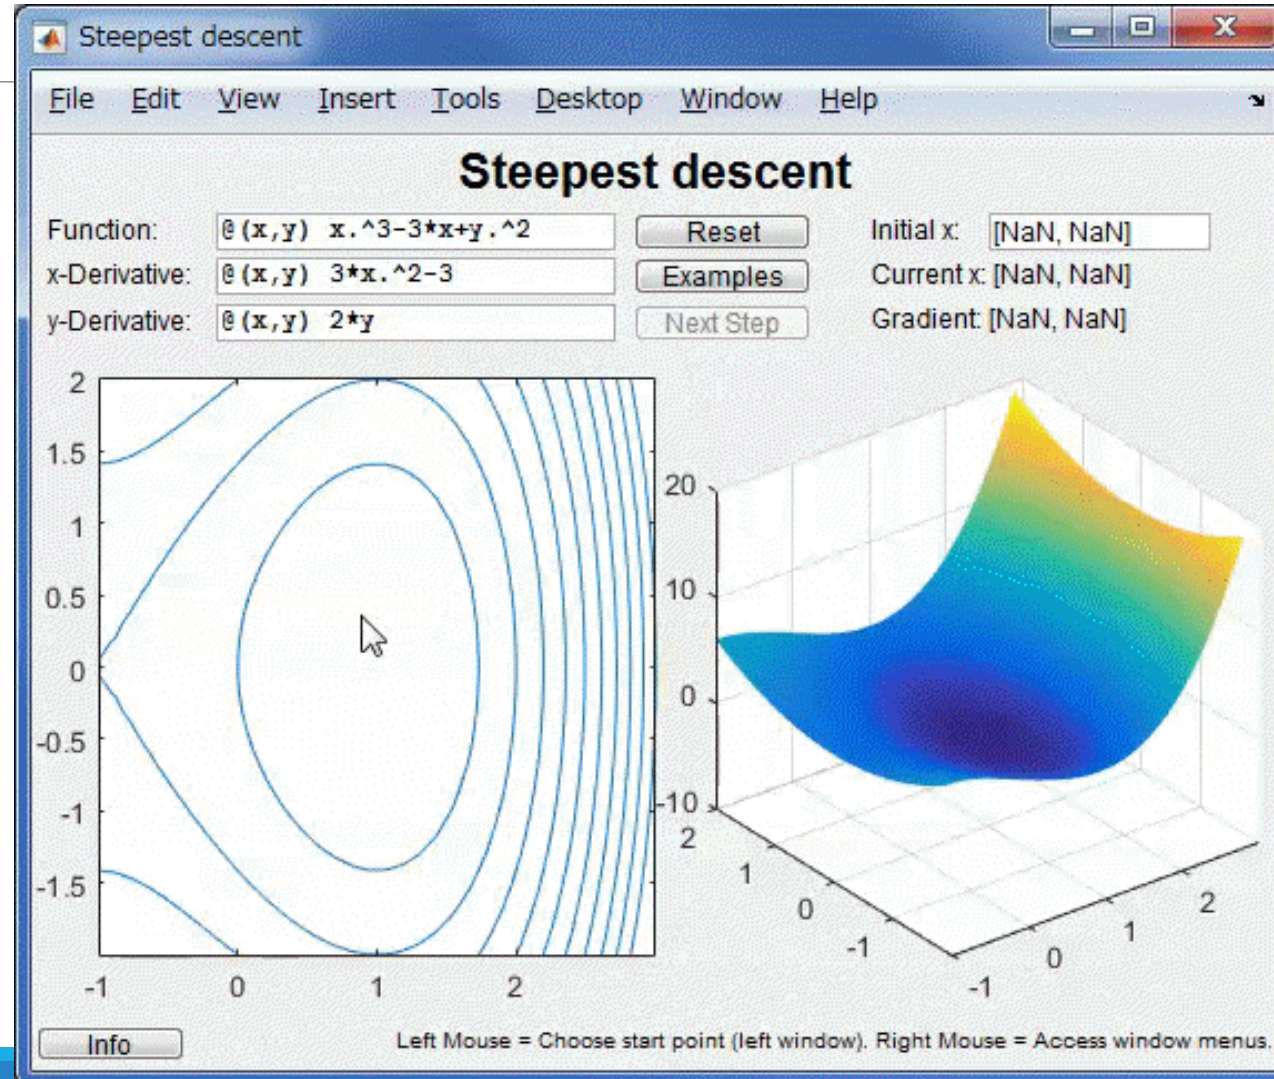 Steepest descent
File Edit View Insert Tools Desktop Window Help
Steepest descent
Function: @(x,y) x.^3-3*x+y.^2 Reset Initial x: [NaN, NaN]
x-Derivative: @(x,y) 3*x.^2-3 Examples Current x: [NaN, NaN]
y-Derivative: @(x,y) 2*y Next Step Gradient: [NaN, NaN]
2
1.5
1
0.5
0
-0.5
-1
-1.5
-1 0 1 2
20
10
0
-10
2
1
0
-1
-1
0
1
2
Info Left Mouse = Choose start point (left window). Right Mouse = Access window menus.